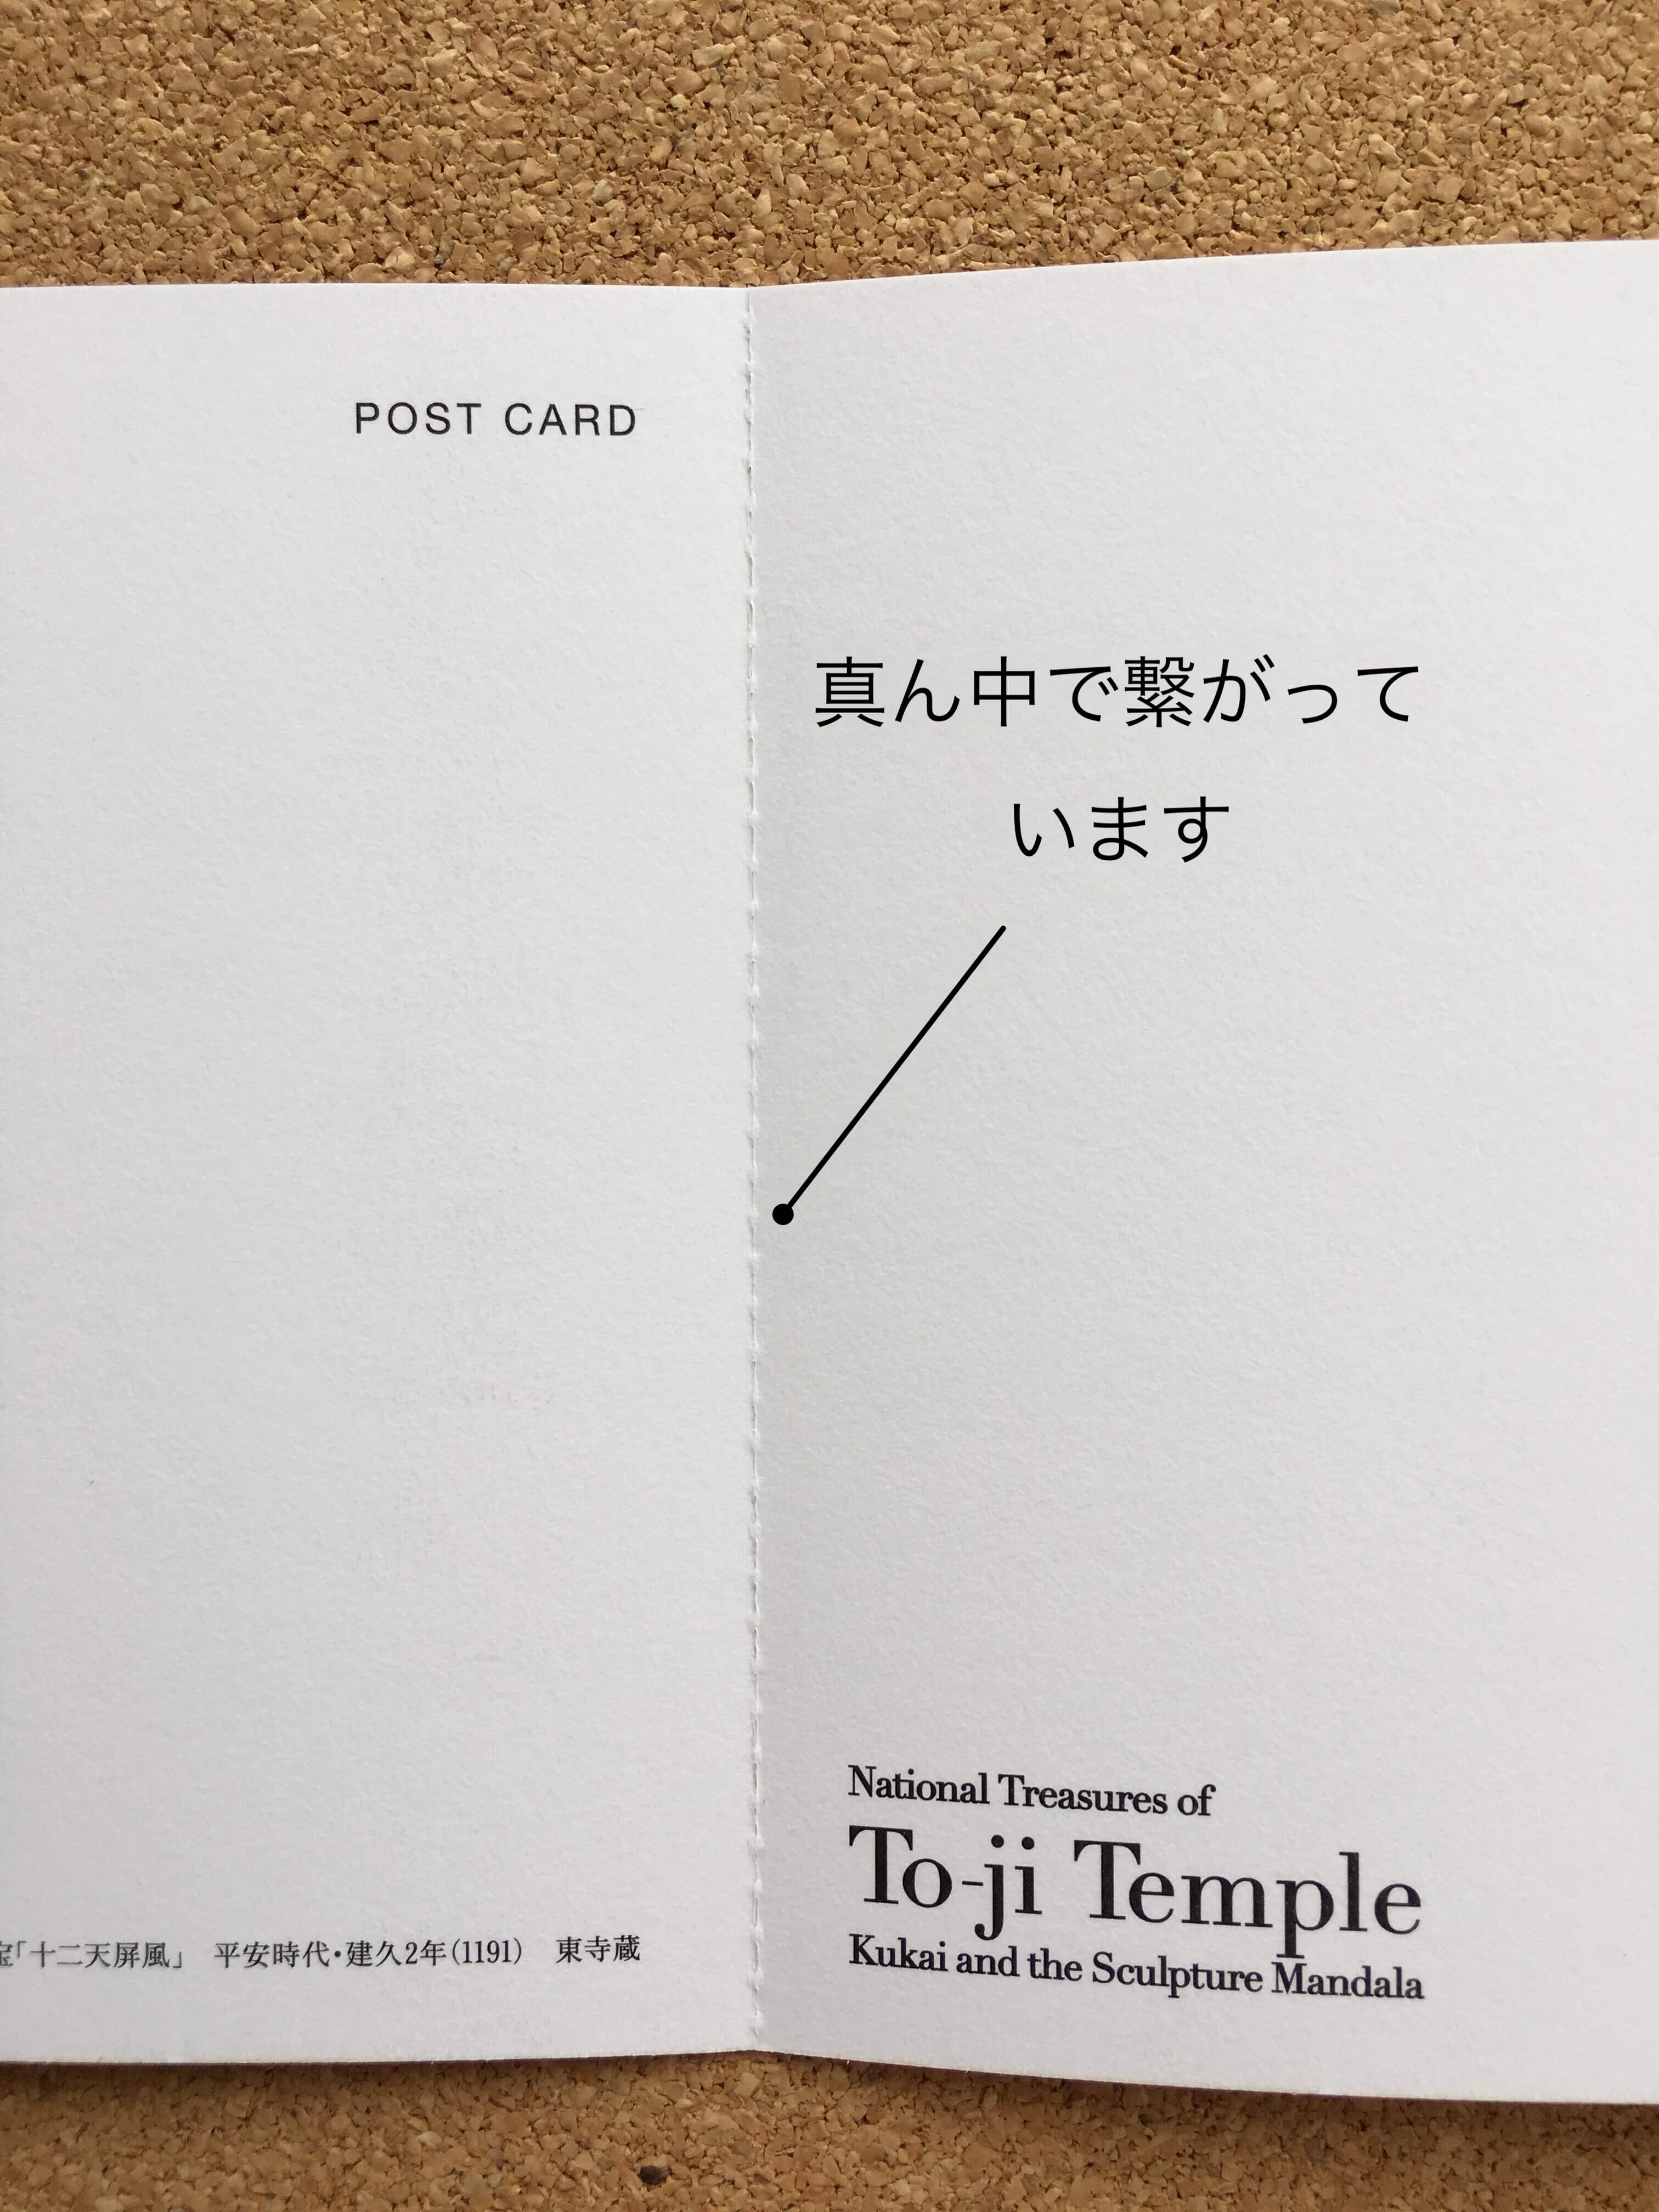 POST CARD
真ん中で繋がって
います
「十二天屏風」　平安時代・建久2年(1191)　東寺蔵
National Treasures of
To-ji Temple
Kukai and the Sculpture Mandala